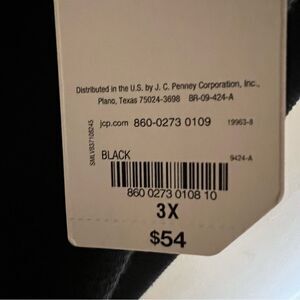 Distributed in the U.S. by J. C. Penney Corporation, Inc.,
Plano, Texas 75024-3698 BR-09-424-A
jcp.com 860-0273 0109 19963-8
SMLVB37108245
BLACK 9424-A
860 0273 0108 10
3X
$54